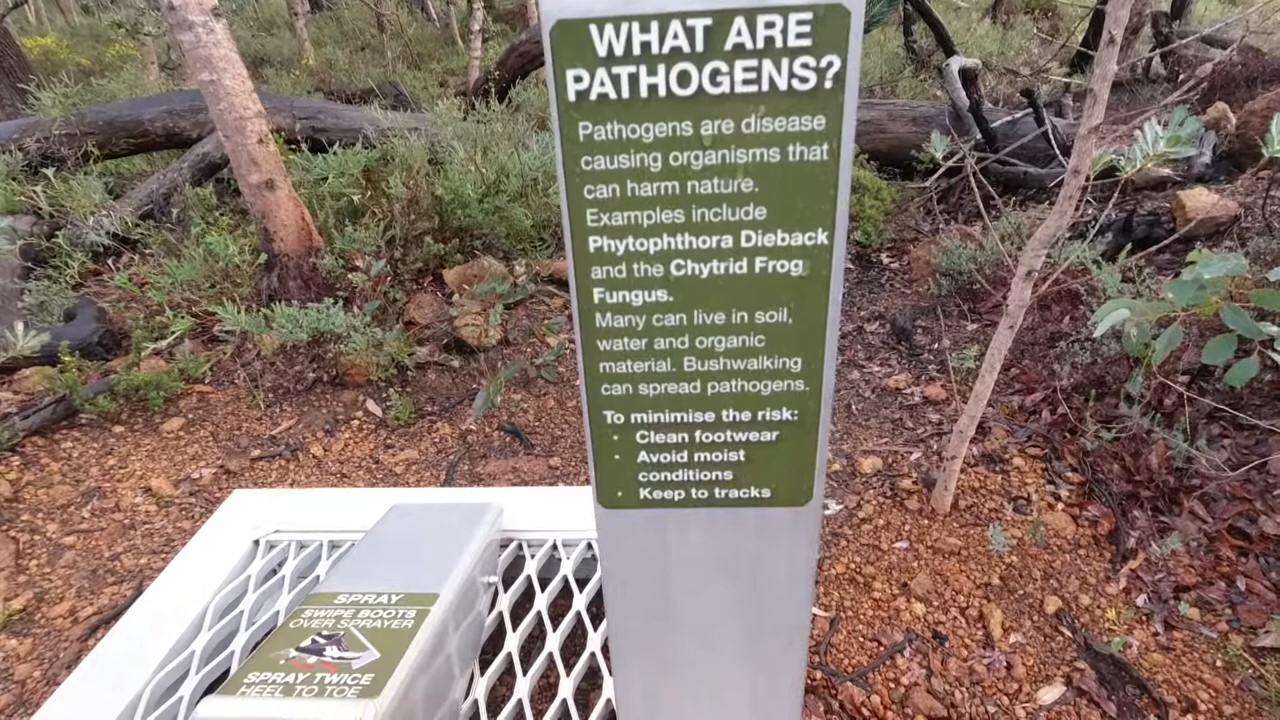 WHAT ARE
PATHOGENS?
Pathogens are disease
causing organisms that
can harm nature.
Examples include
Phytophthora Dieback
and the Chytrid Frog
Fungus.
Many can live in soil,
water and organic
material. Bushwalking
can spread pathogens.
To minimise the risk:
• Clean footwear
• Avoid moist
conditions
• Keep to tracks
SPRAY
SWIPE BOOTS
OVER SPRAYER
SPRAY TWICE
HEEL TO TOE